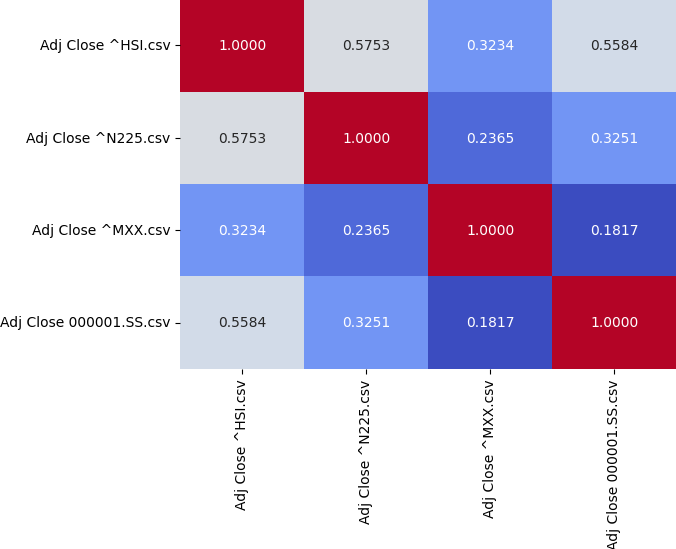 Adj Close ^HSI.csv 1.0000 0.5753 0.3234 0.5584
Adj Close ^N225.csv 0.5753 1.0000 0.2365 0.3251
Adj Close ^MXX.csv 0.3234 0.2365 1.0000 0.1817
Adj Close 000001.SS.csv 0.5584 0.3251 0.1817 1.0000
Adj Close ^HSI.csv
Adj Close ^N225.csv
Adj Close ^MXX.csv
Adj Close 000001.SS.csv